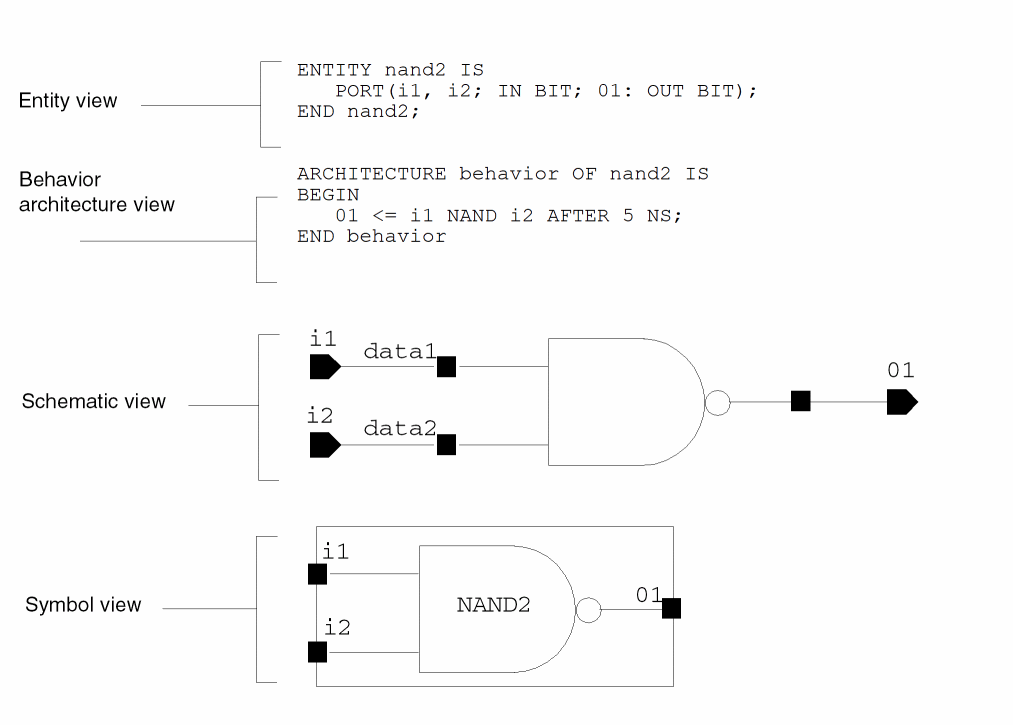 Entity view
ENTITY nand2 IS
PORT(i1, i2; IN BIT; 01: OUT BIT);
END nand2;
Behavior
architecture view
ARCHITECTURE behavior OF nand2 IS
BEGIN
01 <= i1 NAND i2 AFTER 5 NS;
END behavior
Schematic view
i1
data1
i2
data2
01
Symbol view
i1
i2
NAND2
01